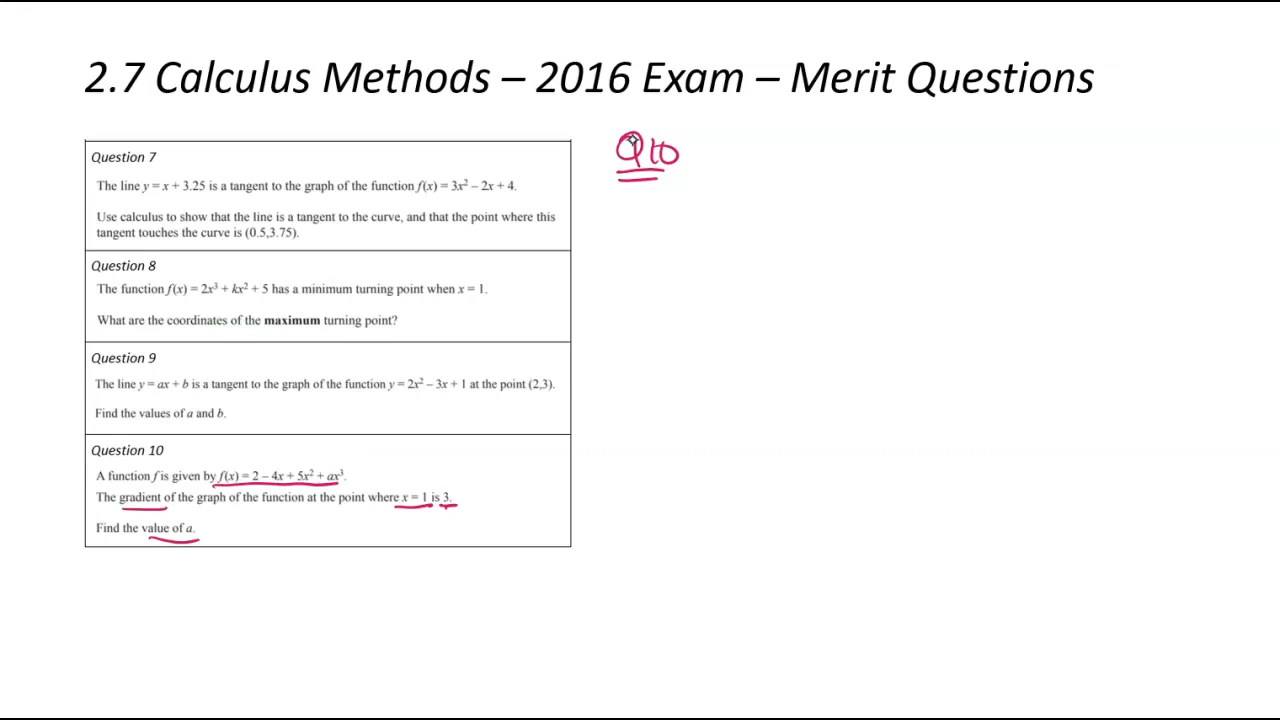 2.7 Calculus Methods – 2016 Exam – Merit Questions
Question 7
The line y = x + 3.25 is a tangent to the graph of the function f(x) = 3x² – 2x + 4.
Use calculus to show that the line is a tangent to the curve, and that the point where this
tangent touches the curve is (0.5,3.75).
Question 8
The function f(x) = 2x³ + kx² + 5 has a minimum turning point when x = 1.
What are the coordinates of the maximum turning point?
Question 9
The line y = ax + b is a tangent to the graph of the function y = 2x² – 3x + 1 at the point (2,3).
Find the values of a and b.
Question 10
A function f is given by f(x) = 2 – 4x + 5x² + ax³.
The gradient of the graph of the function at the point where x = 1 is 3.
Find the value of a.
Q10